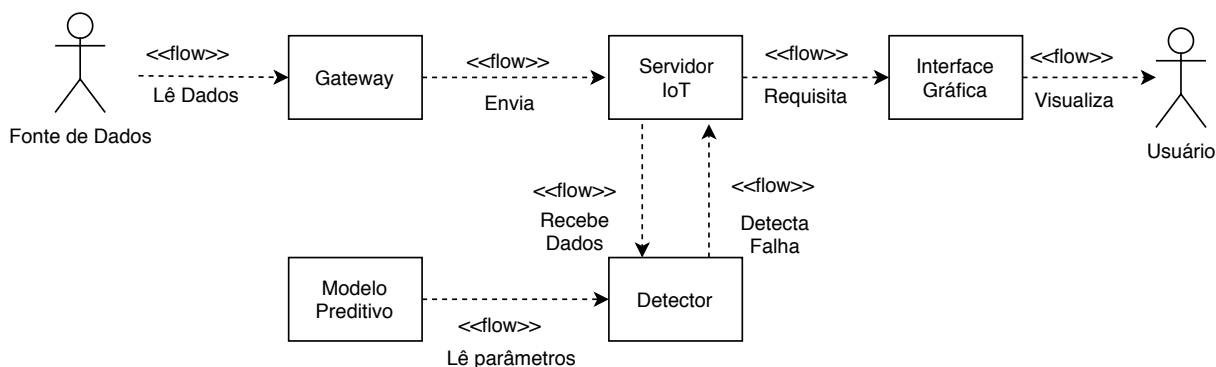 <<flow>>
Lê Dados
Fonte de Dados
Gateway
<<flow>>
Envia
Servidor
IoT
<<flow>>
Requisita
Interface
Gráfica
<<flow>>
Visualiza
Usuário
<<flow>>
Recebe
Dados
<<flow>>
Detecta
Falha
Modelo
Preditivo
<<flow>>
Lê parâmetros
Detector